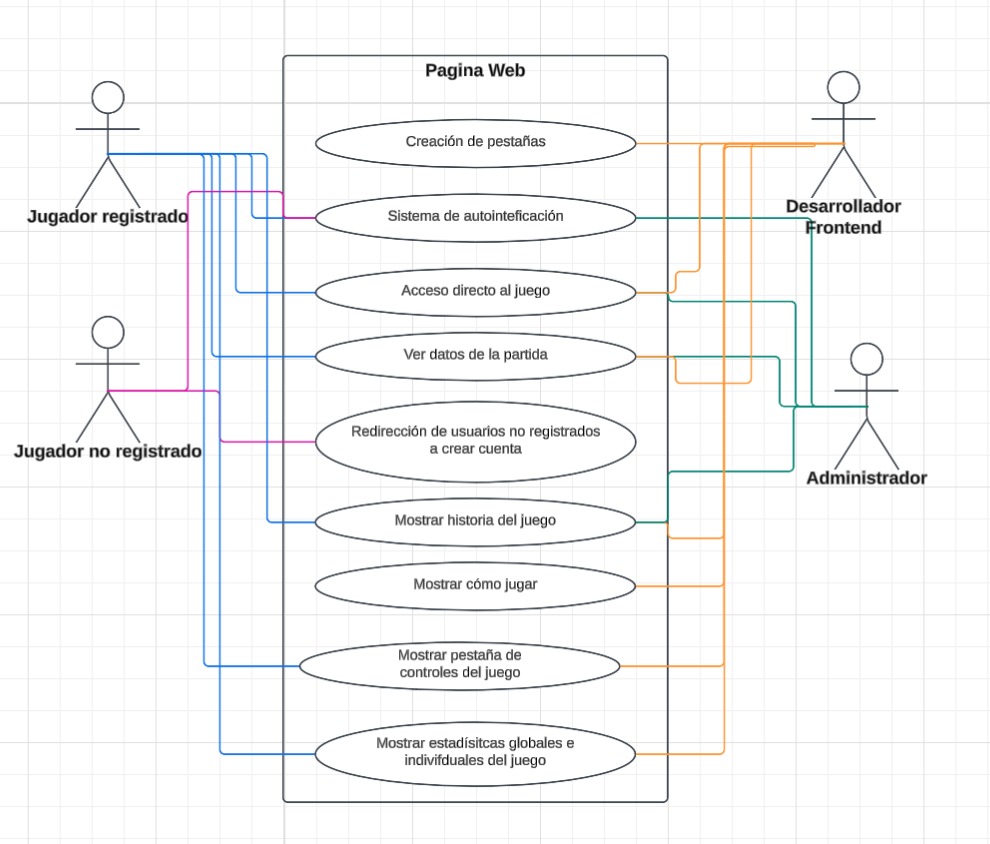 Pagina Web
Creación de pestañas
Jugador registrado
Sistema de autointeficación
Desarrollador
Frontend
Acceso directo al juego
Ver datos de la partida
Jugador no registrado
Redirección de usuarios no registrados
a crear cuenta
Administrador
Mostrar historia del juego
Mostrar cómo jugar
Mostrar pestaña de
controles del juego
Mostrar estadísitcas globales e
indivifduales del juego